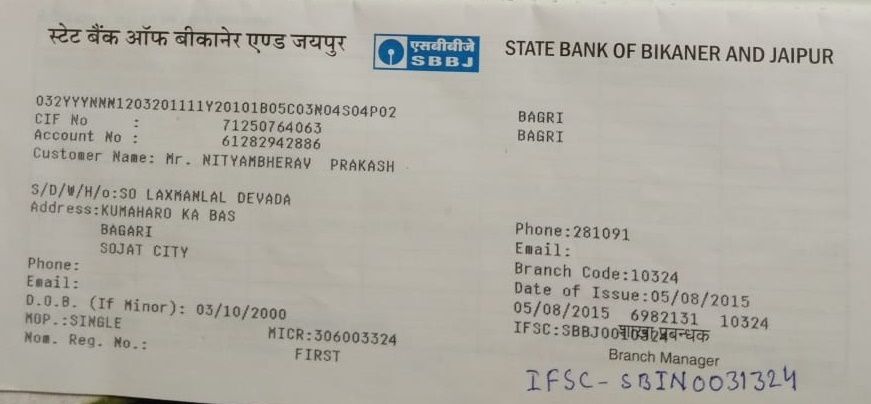 स्टेट बैंक ऑफ बीकानेर एण्ड जयपुर
एसबीबीजे
SBBJ
STATE BANK OF BIKANER AND JAIPUR
032YYYNNN1203201111Y20101B05C03N04S04P02
CIF No : 71250764063
Account No : 61282942886
Customer Name: Mr. NITYAMBHERAV PRAKASH
S/D/W/H/o:SO LAXMANLAL DEVADA
Address:KUMAHARO KA BAS
BAGARI
SOJAT CITY
Phone:
Email:
D.O.B. (If Minor): 03/10/2000
MOP.:SINGLE MICR:306003324
Nom. Reg. No.: FIRST
BAGRI
BAGRI
Phone:281091
Email:
Branch Code:10324
Date of Issue:05/08/2015
05/08/2015 6982131 10324
IFSC:SBBJ0010324 शाखा प्रबन्धक
Branch Manager
IFSC- SBIN0031324